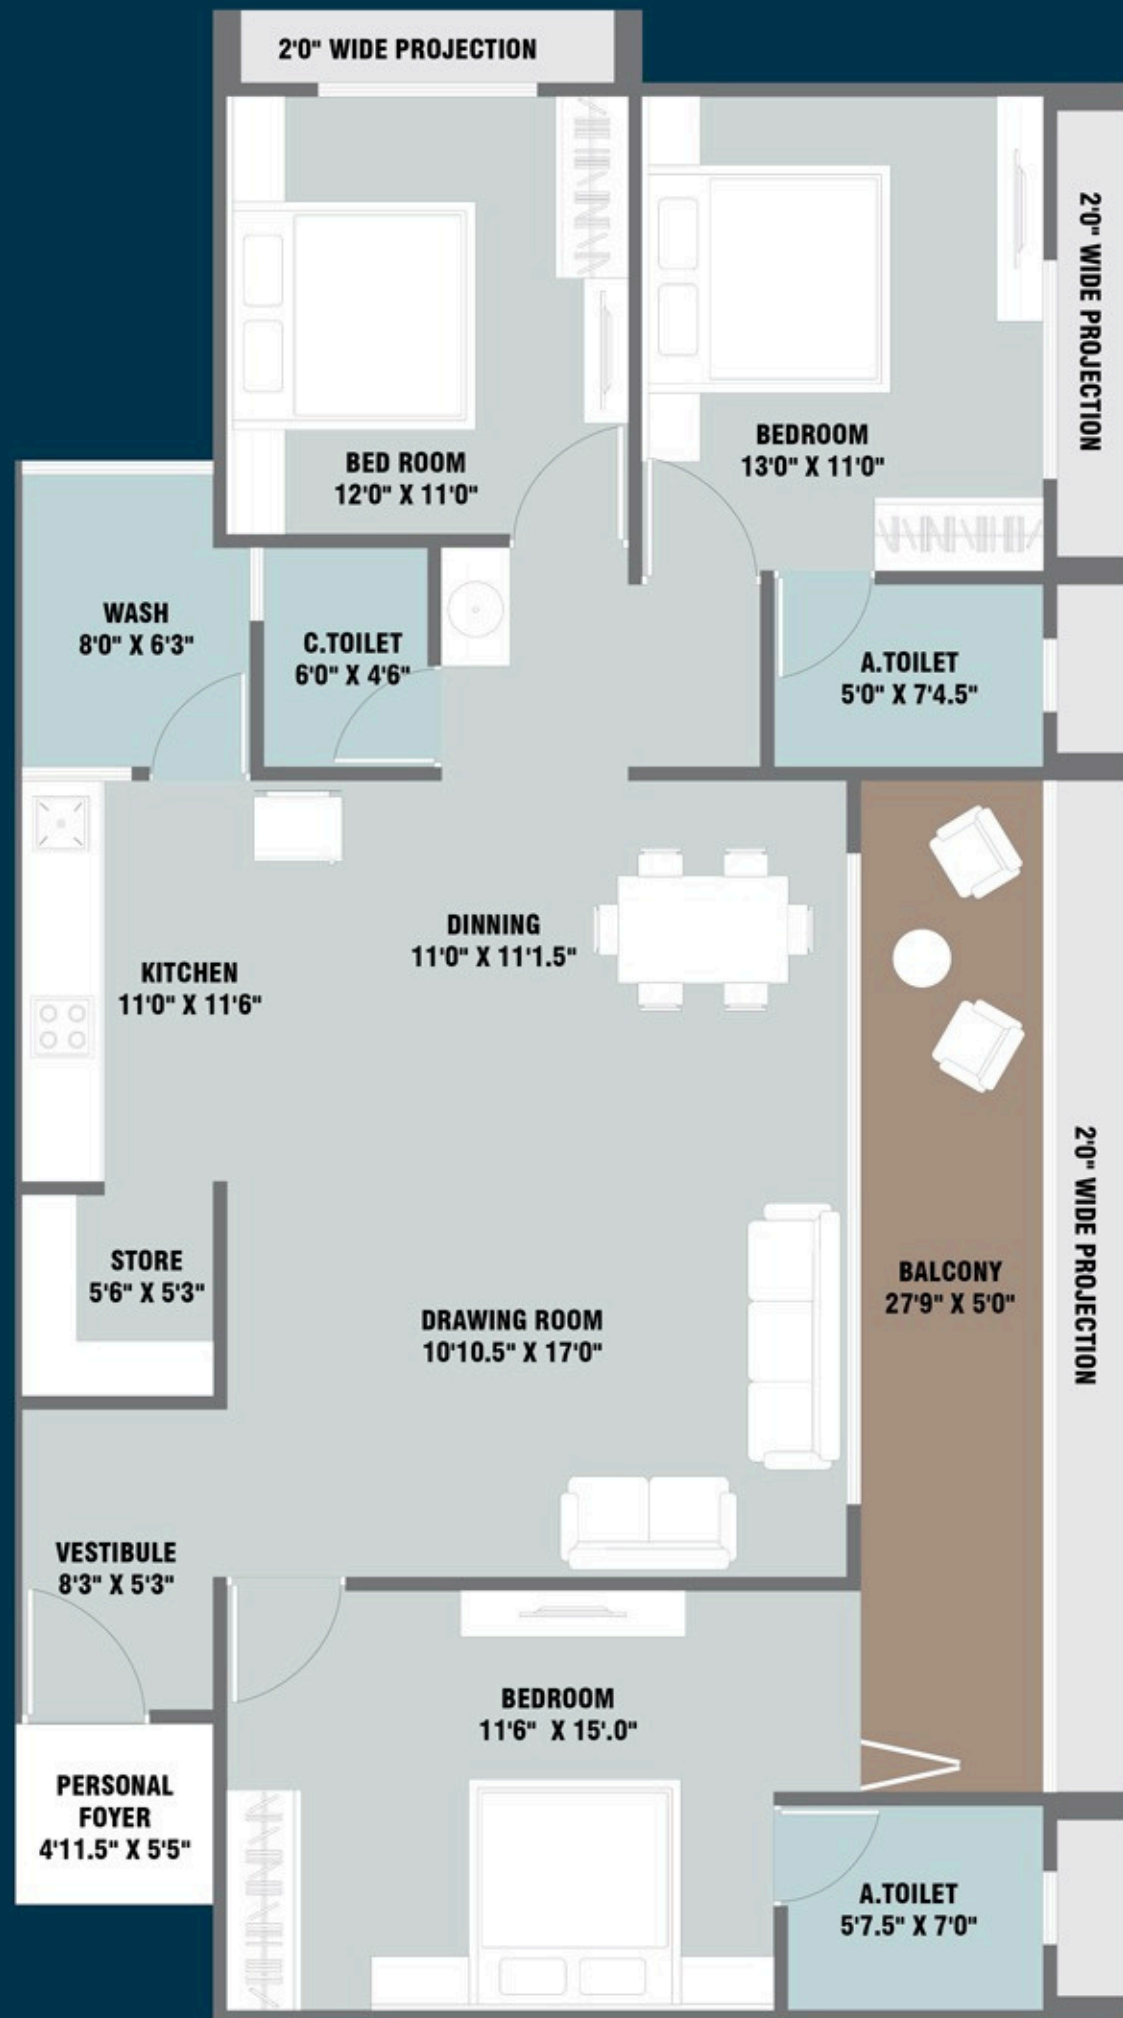 2'0" WIDE PROJECTION
2'0" WIDE PROJECTION
BED ROOM
12'0" X 11'0"
BEDROOM
13'0" X 11'0"
WASH
8'0" X 6'3"
C.TOILET
6'0" X 4'6"
A.TOILET
5'0" X 7'4.5"
DINNING
11'0" X 11'1.5"
KITCHEN
11'0" X 11'6"
2'0" WIDE PROJECTION
STORE
5'6" X 5'3"
BALCONY
27'9" X 5'0"
DRAWING ROOM
10'10.5" X 17'0"
VESTIBULE
8'3" X 5'3"
BEDROOM
11'6" X 15'.0"
PERSONAL
FOYER
4'11.5" X 5'5"
A.TOILET
5'7.5" X 7'0"